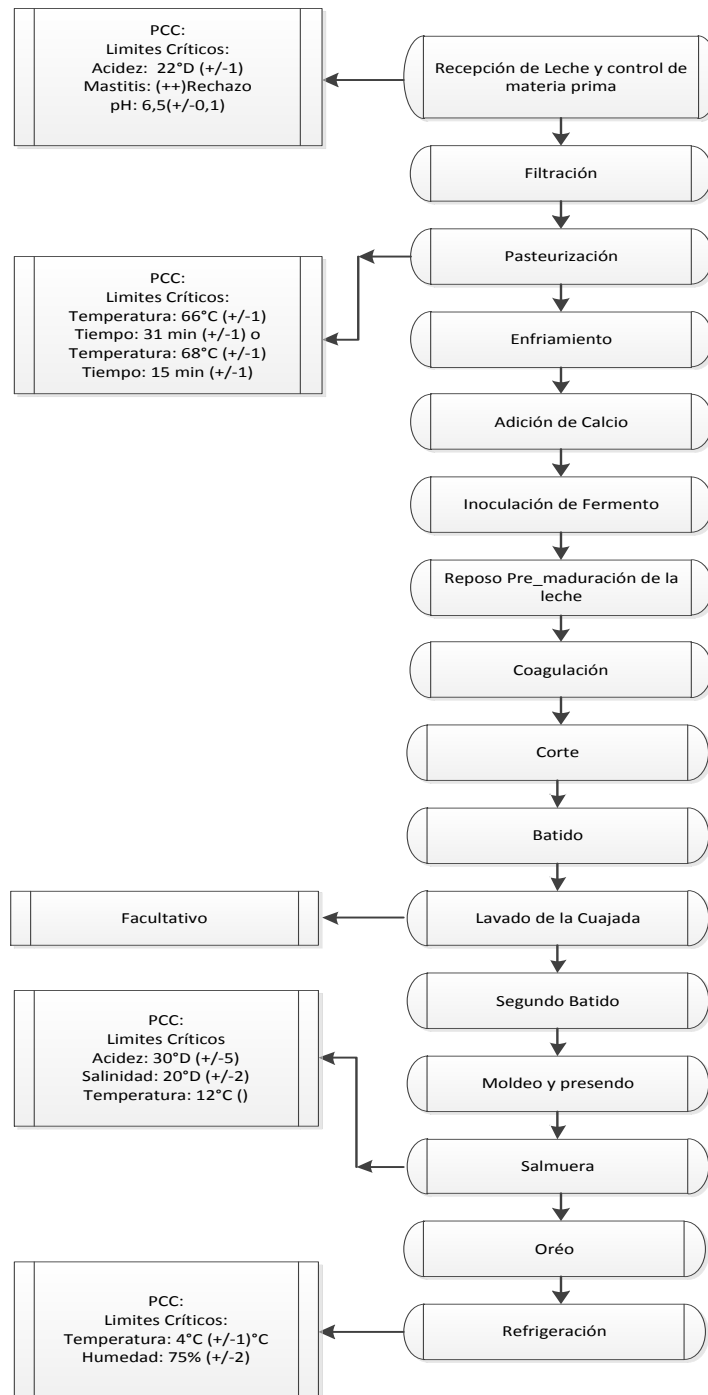 PCC:
Limites Críticos:
Acidez:  22°D (+/-1)
Mastitis: (++)Rechazo
pH: 6,5(+/-0,1)
Recepción de Leche y control de
materia prima
Filtración
Pasteurización
PCC:
Limites Críticos:
Temperatura: 66°C (+/-1)
Tiempo: 31 min (+/-1) o
Temperatura: 68°C (+/-1)
Tiempo: 15 min (+/-1)
Enfriamiento
Adición de Calcio
Inoculación de Fermento
Reposo Pre_maduración de la
leche
Coagulación
Corte
Batido
Facultativo
Lavado de la Cuajada
Segundo Batido
PCC:
Limites Críticos
Acidez: 30°D (+/-5)
Salinidad: 20°D (+/-2)
Temperatura: 12°C ()
Moldeo y presendo
Salmuera
Oréo
PCC:
Limites Críticos:
Temperatura: 4°C (+/-1)°C
Humedad: 75% (+/-2)
Refrigeración